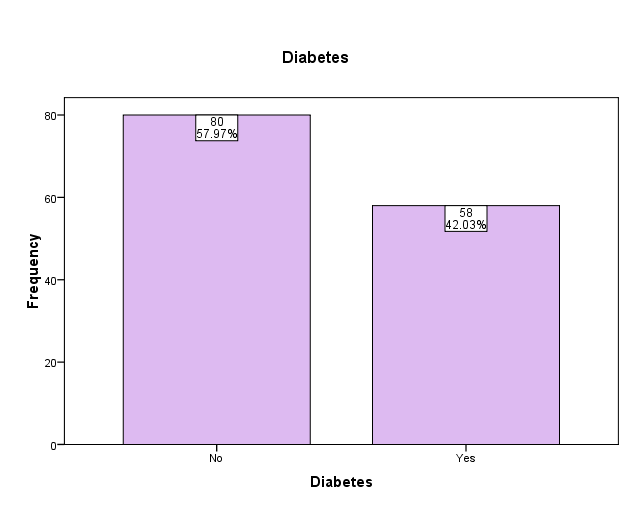 Diabetes
Frequency
80
60
40
20
0
80
57.97%
58
42.03%
No
Yes
Diabetes